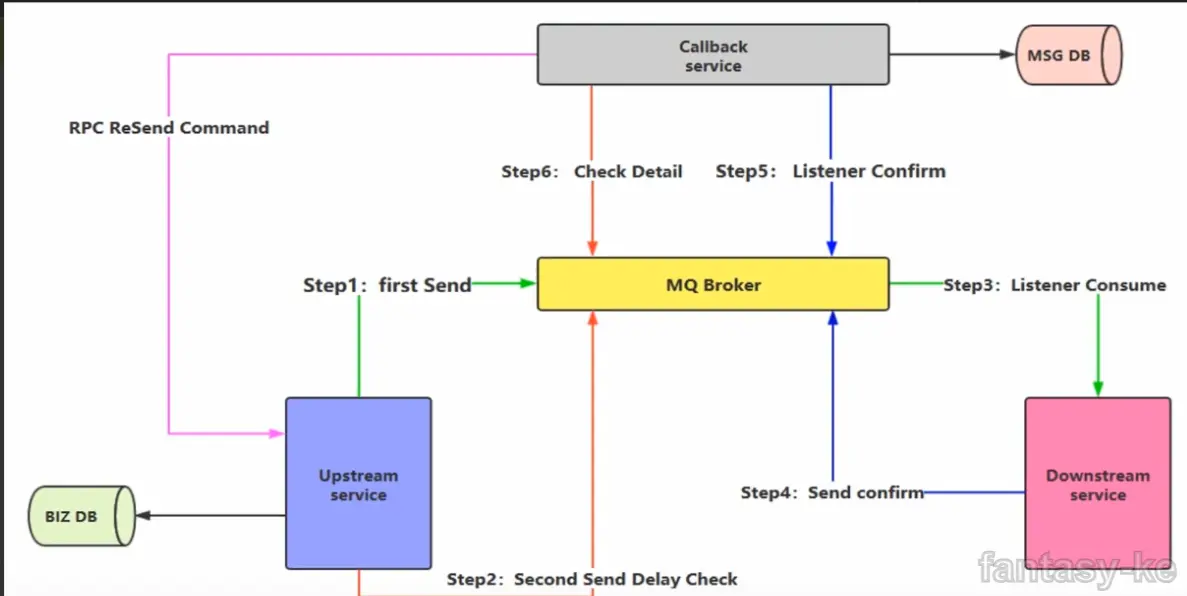 Callback
service
MSG DB
RPC ReSend Command
Step6： Check Detail
Step5： Listener Confirm
Step1：first Send
MQ Broker
Step3：Listener Consume
Upstream
service
Downstream
service
BIZ DB
Step4：Send confirm
Step2：Second Send Delay Check
fantasy-ke